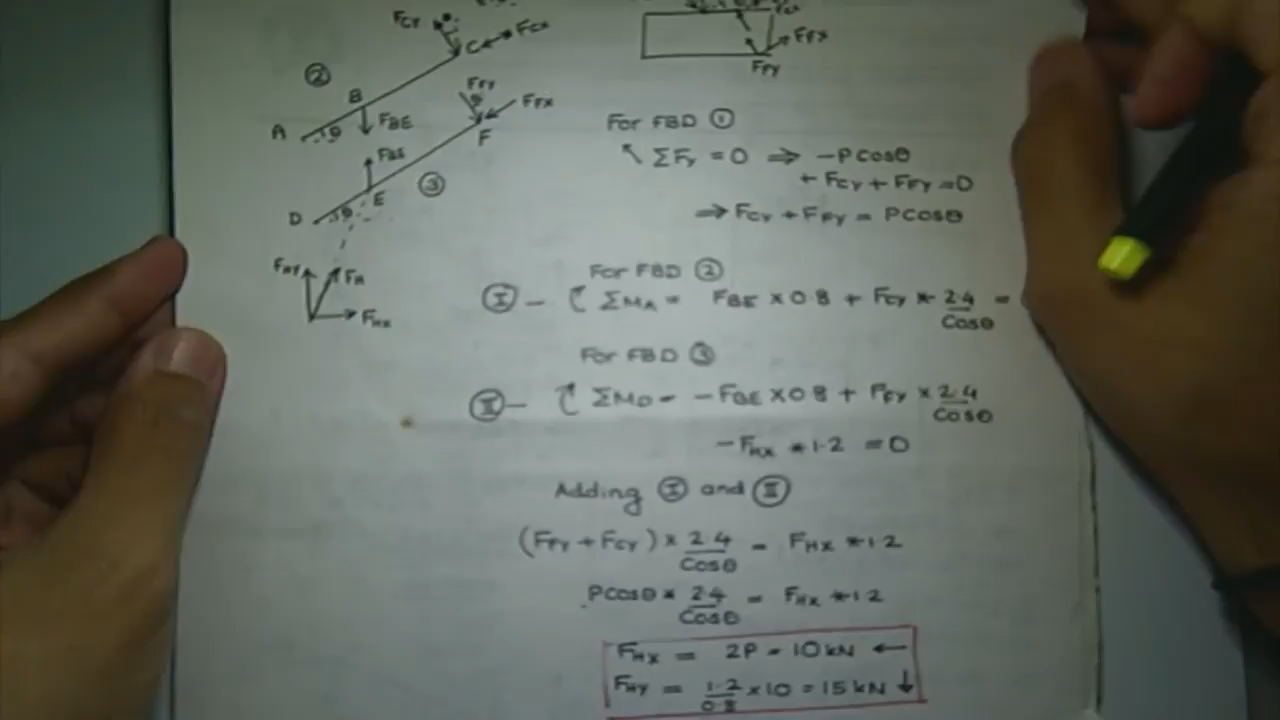 FCY
C
FCX
②
B
A
θ
FBE
FFY
FFX
F
FBE
③
E
D
θ
FHY
FH
FHX
FFX
FFY
For FBD ①
ΣFy = 0 ⇒ -Pcosθ
+ FCY + FFY = 0
⇒ FCY + FFY = Pcosθ
For FBD ②
Ⅰ - ΣMA = FBE × 0.8 + FCY * 2.4/Cosθ =
For FBD ③
Ⅱ - ΣMD = -FBE × 0.8 + FFY × 2.4/Cosθ
- FHX * 1.2 = 0
Adding Ⅰ and Ⅱ
(FFY + FCY) × 2.4/Cosθ = FHX * 1.2
Pcosθ * 2.4/Cosθ = FHX * 1.2
FHX = 2P = 10 kN ←
FHY = 1.2/0.8 × 10 = 15 kN ↓